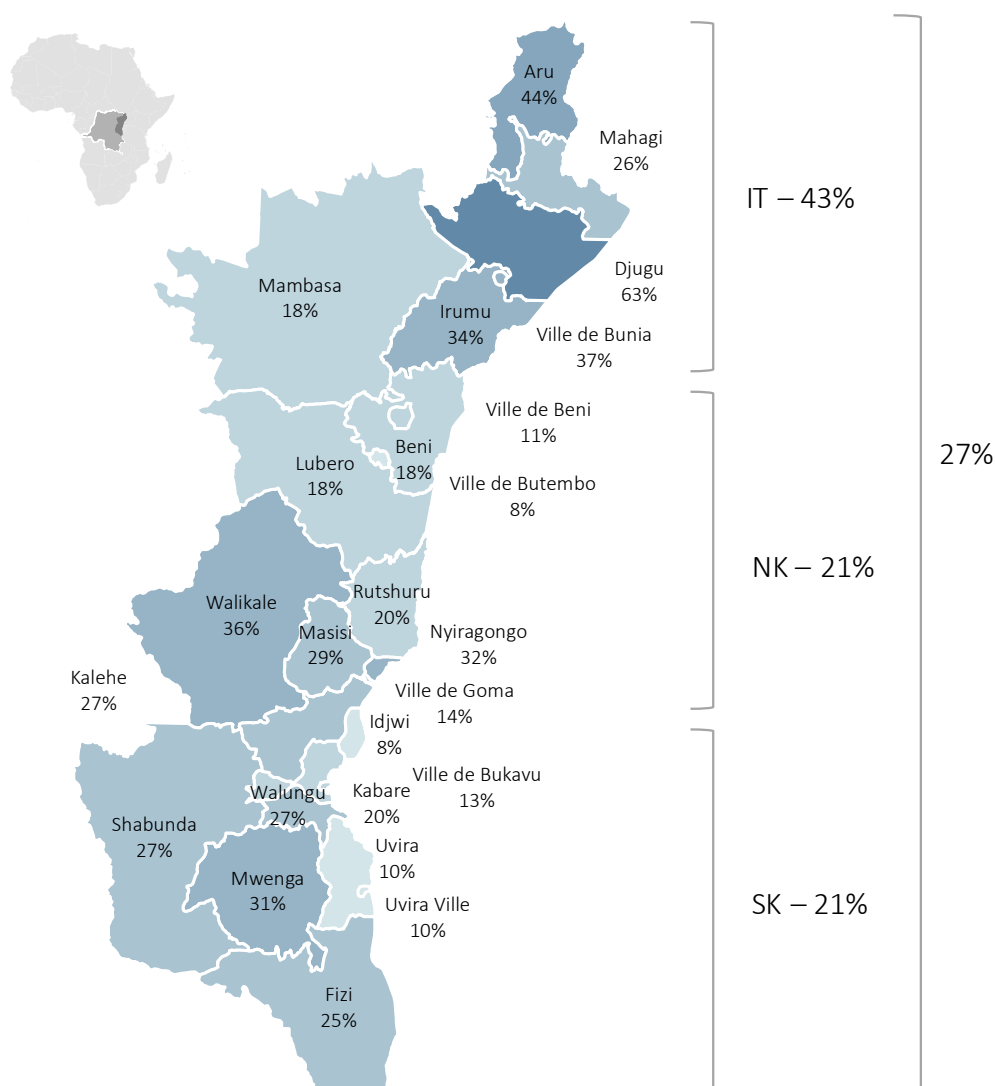 Aru
44%
Mahagi
26%
IT – 43%
Djugu
63%
Mambasa
18%
Irumu
34%
Ville de Bunia
37%
Ville de Beni
11%
Beni
18%
27%
Lubero
18%
Ville de Butembo
8%
NK – 21%
Rutshuru
20%
Walikale
36%
Masisi
29%
Nyiragongo
32%
Kalehe
27%
Ville de Goma
14%
Idjwi
8%
Ville de Bukavu
13%
Walungu
27%
Kabare
20%
Shabunda
27%
Uvira
10%
Mwenga
31%
Uvira Ville
10%
SK – 21%
Fizi
25%